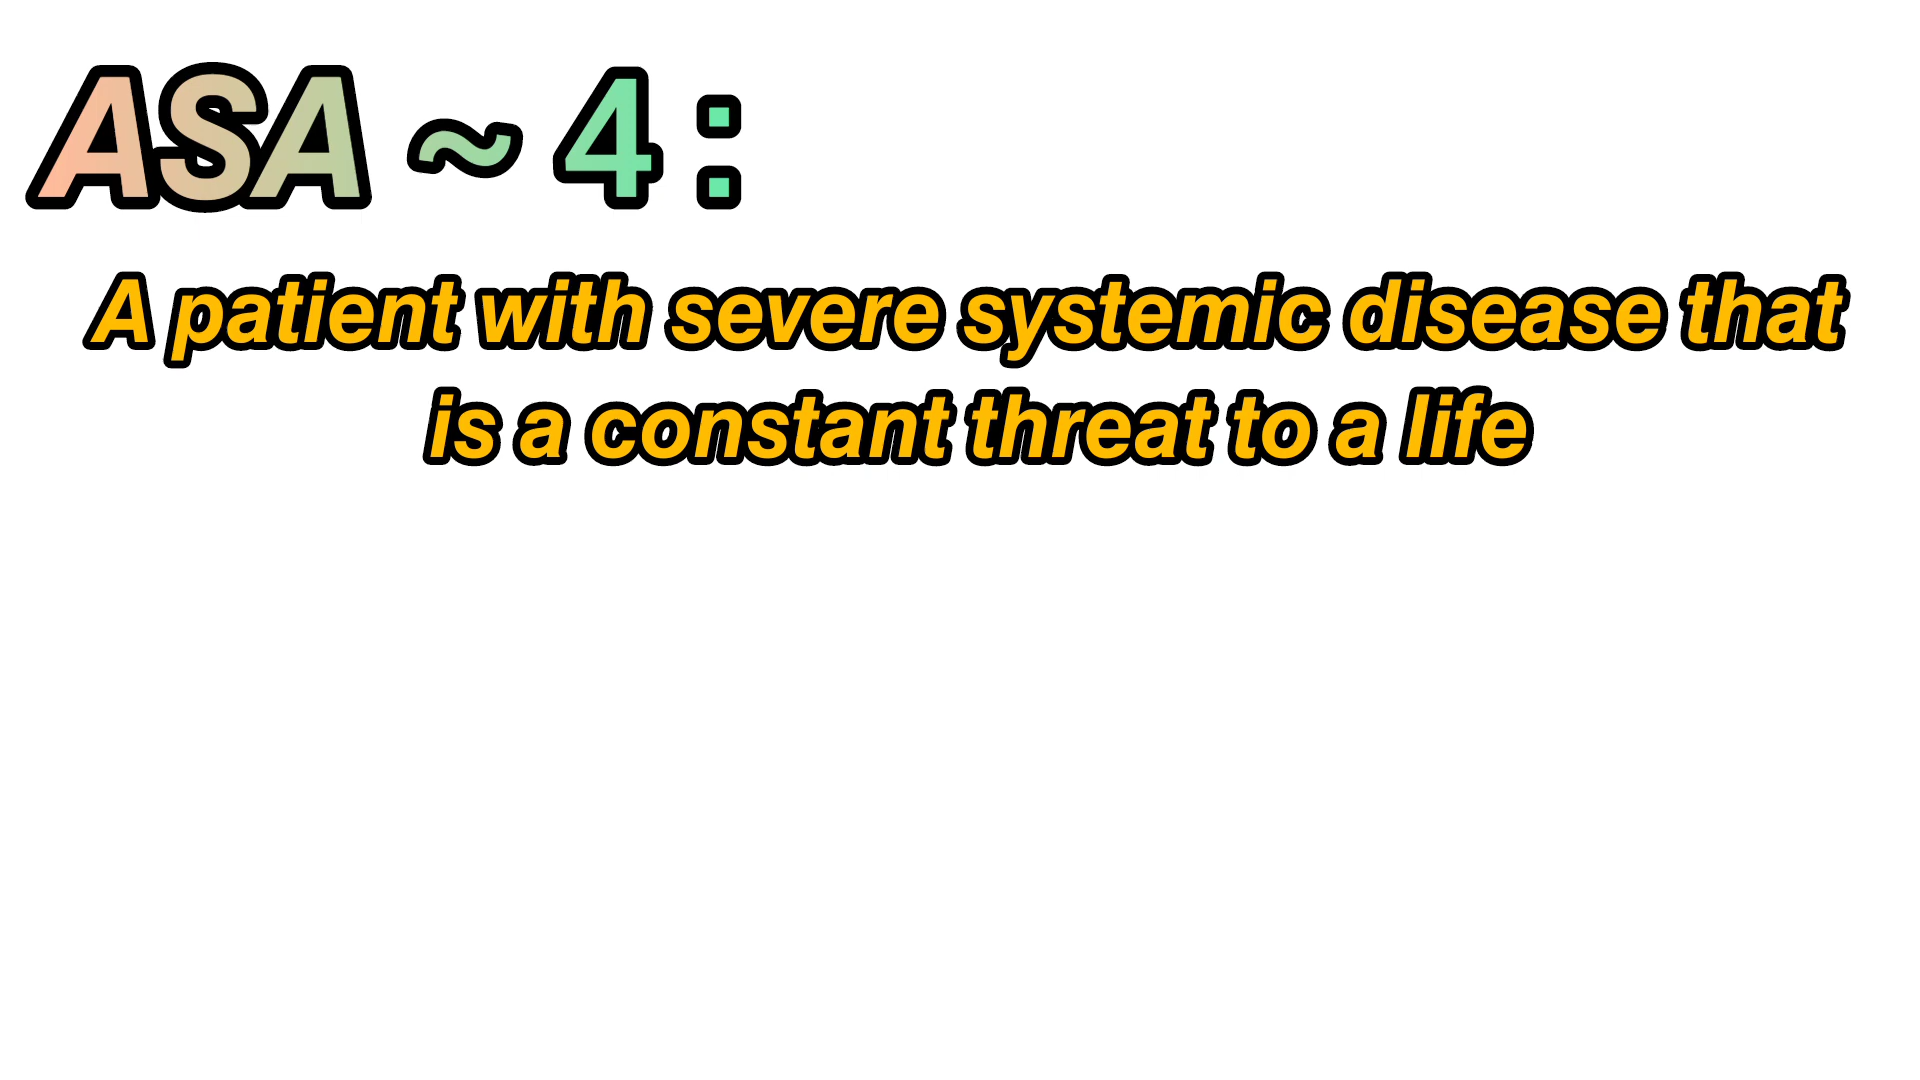 ASA ~ 4 :
A patient with severe systemic disease that
is a constant threat to a life